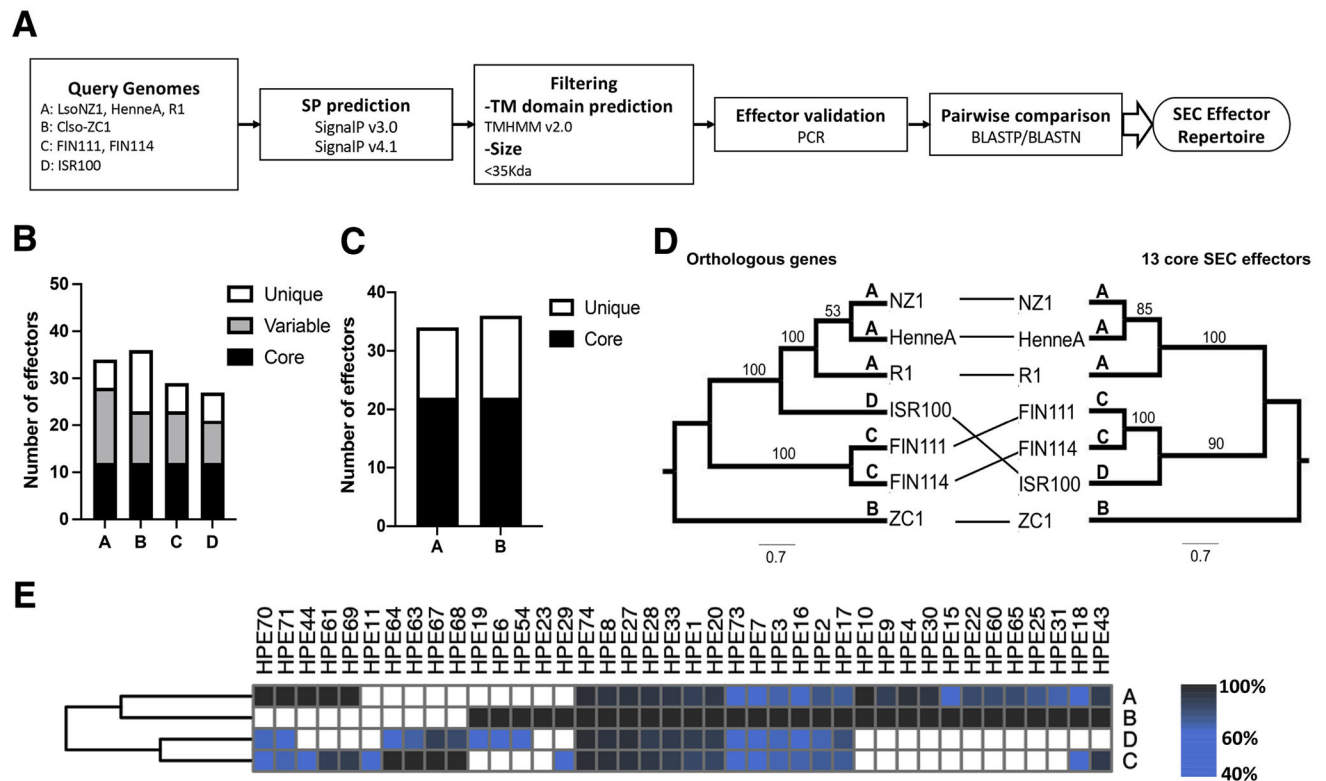 A
Query Genomes
A: LsoNZ1, HenneA, R1
B: Clso-ZC1
C: FIN111, FIN114
D: ISR100
SP prediction
SignalP v3.0
SignalP v4.1
Filtering
-TM domain prediction
TMHMM v2.0
-Size
<35Kda
Effector validation
PCR
Pairwise comparison
BLASTP/BLASTN
SEC Effector
Repertoire
B
Number of effectors
50
40
30
20
10
0
A B C D
Unique
Variable
Core
C
Number of effectors
40
30
20
10
0
A B
Unique
Core
D
Orthologous genes
13 core SEC effectors
A NZ1 NZ1 A
53 85
A HenneA HenneA A
100 100
A R1 R1 A
100
D ISR100 FIN111 C
100
C FIN111 FIN114 C
100 90
C FIN114 ISR100 D
B ZC1 ZC1 B
0.7 0.7
E
HPE70 HPE71 HPE44 HPE61 HPE69 HPE11 HPE64 HPE63 HPE67 HPE68 HPE19 HPE6 HPE54 HPE23 HPE29 HPE74 HPE8 HPE27 HPE28 HPE33 HPE1 HPE20 HPE73 HPE7 HPE3 HPE16 HPE2 HPE17 HPE10 HPE9 HPE4 HPE30 HPE15 HPE22 HPE60 HPE65 HPE25 HPE31 HPE18 HPE43
A
B
D
C
100%
60%
40%